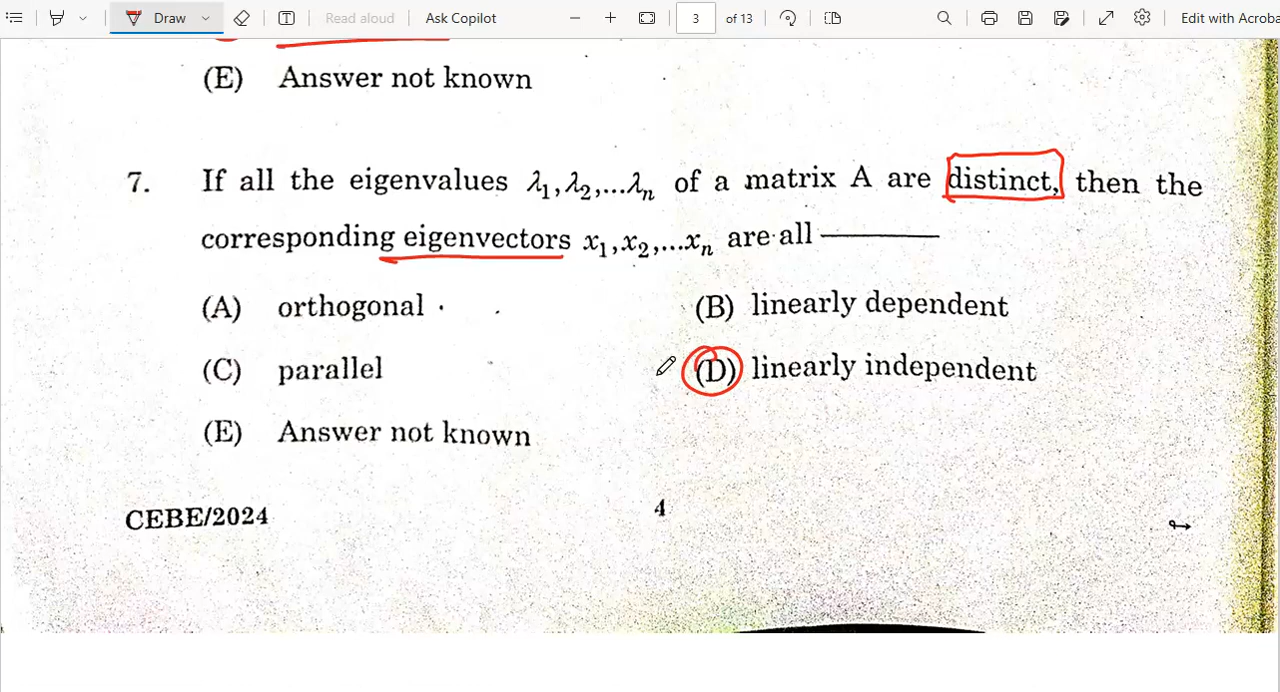 Draw Read aloud Ask Copilot 3 of 13 Edit with Acroba
(E) Answer not known
7. If all the eigenvalues λ₁, λ₂, ...λₙ of a matrix A are distinct, then the
corresponding eigenvectors x₁, x₂, ...xₙ are all ———
(A) orthogonal (B) linearly dependent
(C) parallel (D) linearly independent
(E) Answer not known
CEBE/2024 4